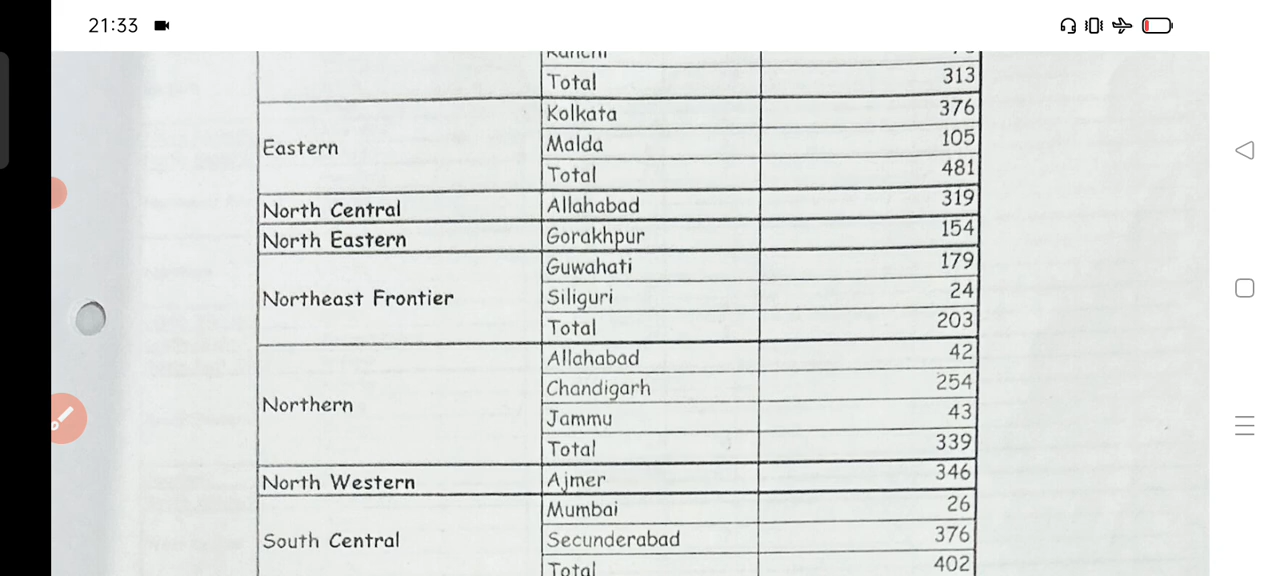 21:33
Total 313
Kolkata 376
Eastern Malda 105
Total 481
North Central Allahabad 319
North Eastern Gorakhpur 154
Guwahati 179
Northeast Frontier Siliguri 24
Total 203
Allahabad 42
Chandigarh 254
Northern Jammu 43
Total 339
North Western Ajmer 346
Mumbai 26
South Central Secunderabad 376
Total 402